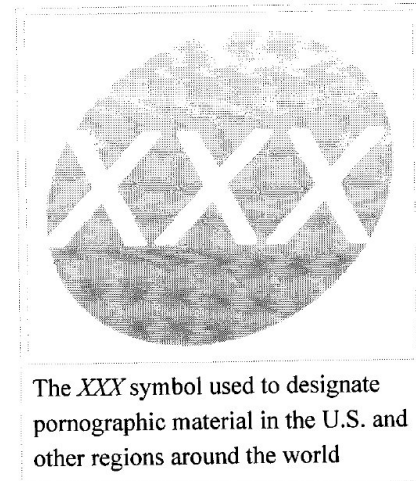 XXX
The XXX symbol used to designate
pornographic material in the U.S. and
other regions around the world